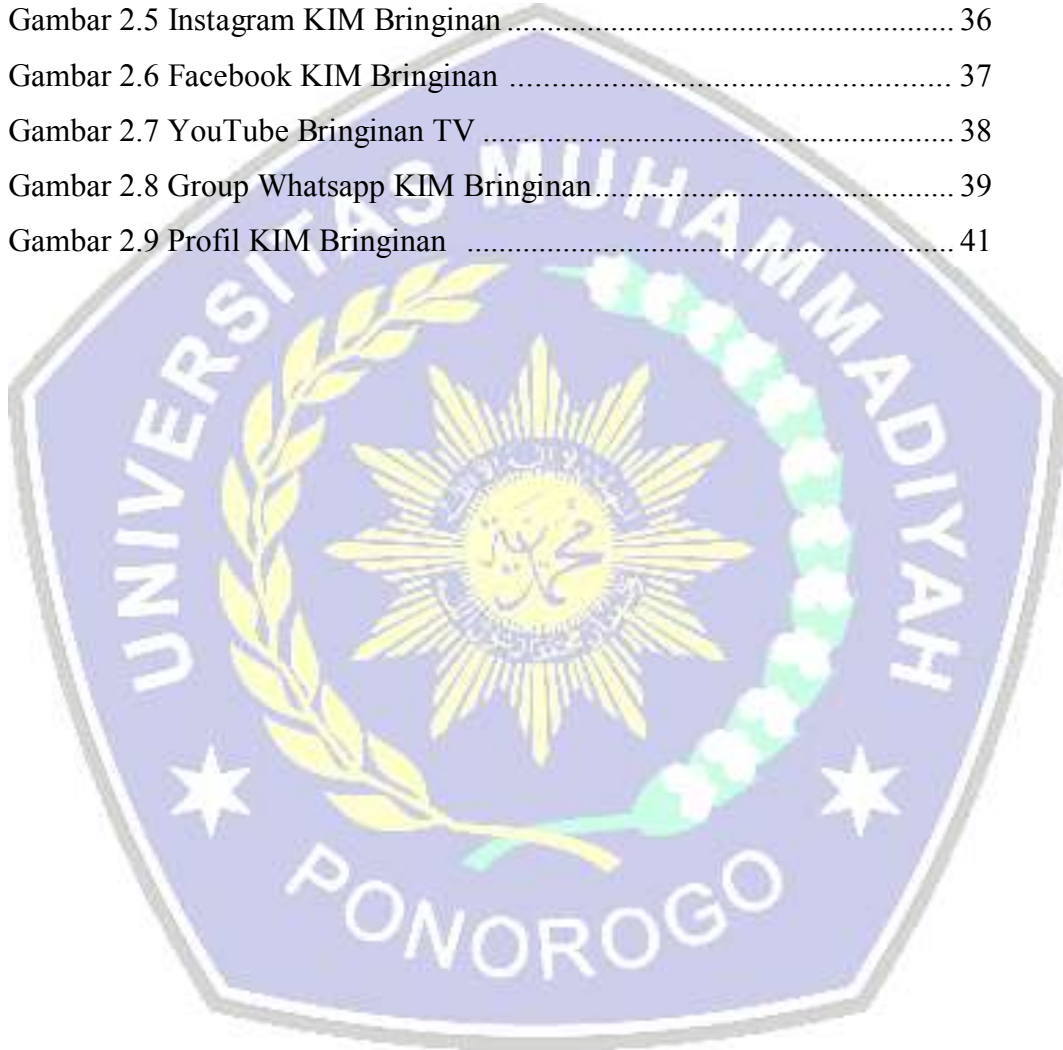 Gambar 2.5 Instagram KIM Bringinan ........................................................ 36
Gambar 2.6 Facebook KIM Bringinan ....................................................... 37
Gambar 2.7 YouTube Bringinan TV ........................................................... 38
Gambar 2.8 Group Whatsapp KIM Bringinan ............................................. 39
Gambar 2.9 Profil KIM Bringinan ............................................................. 41
UNIVERSITAS MUHAMMADIYAH
PONOROGO